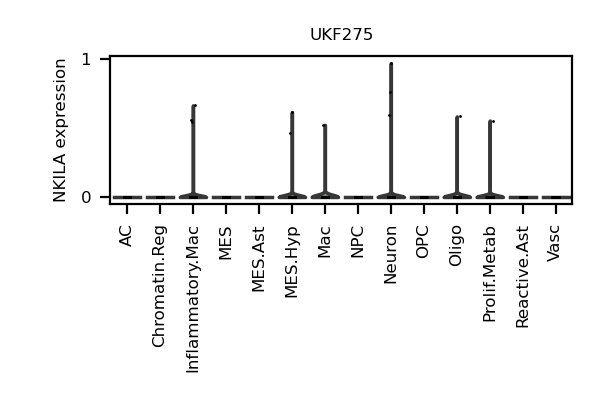 UKF275
NKILA expression
1
0
AC
Chromatin.Reg
Inflammatory.Mac
MES
MES.Ast
MES.Hyp
Mac
NPC
Neuron
OPC
Oligo
Prolif.Metab
Reactive.Ast
Vasc